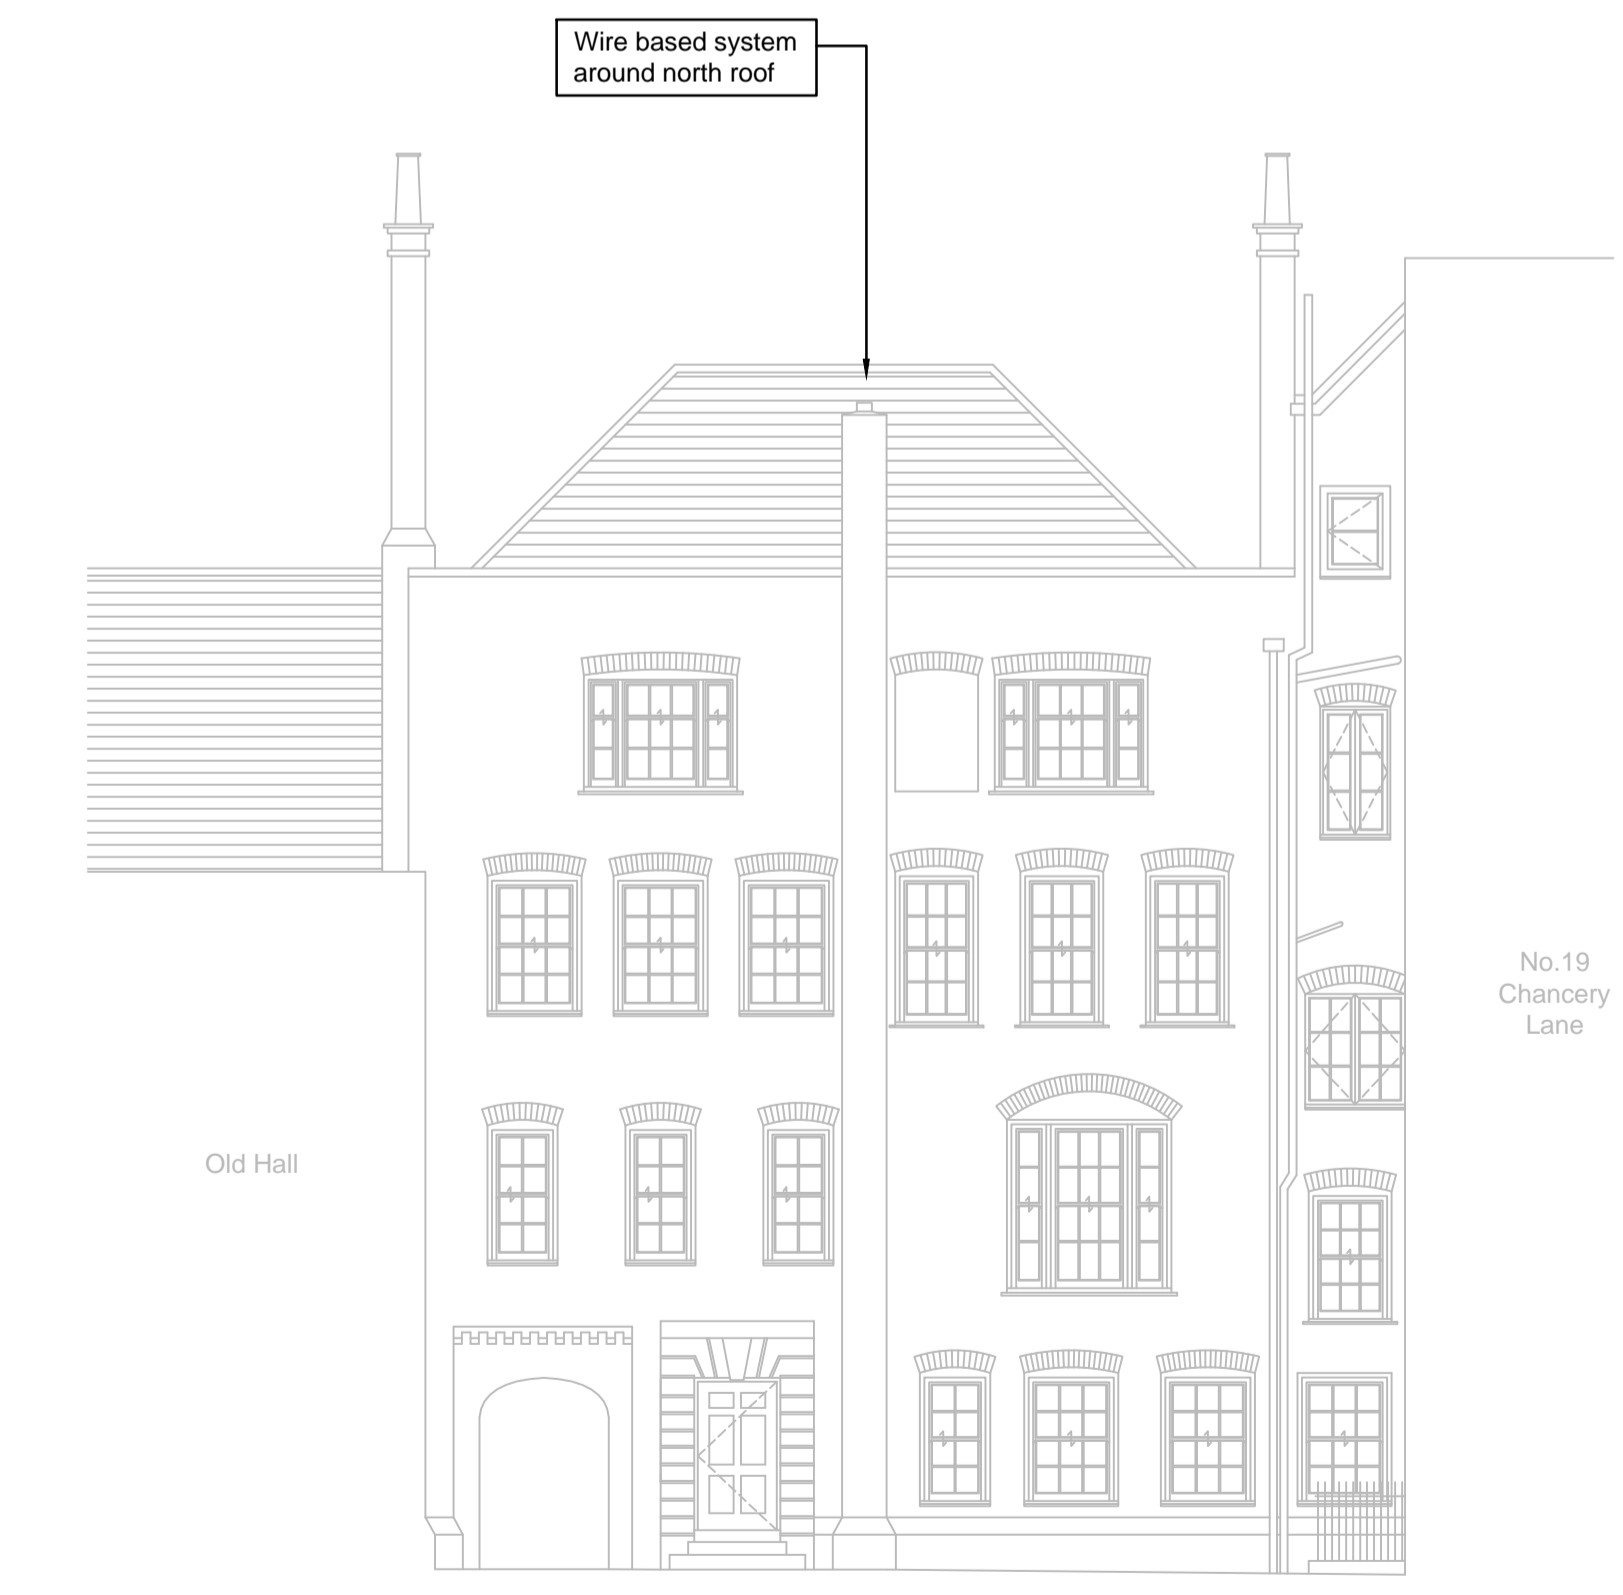 Wire based system
around north roof
No.19
Chancery
Lane
Old Hall